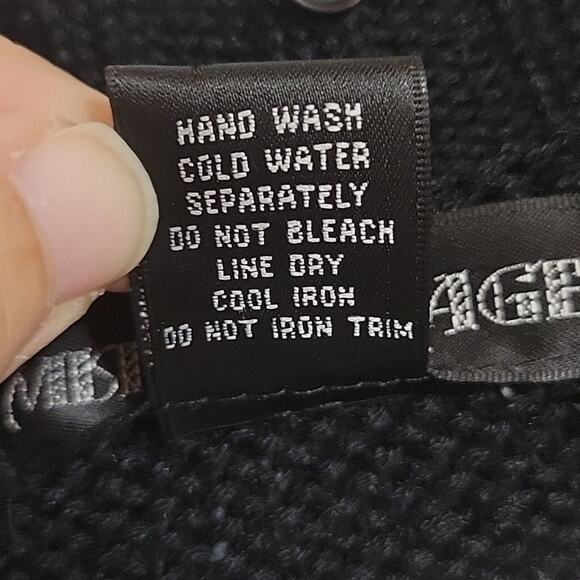 HAND WASH
COLD WATER
SEPARATELY
DO NOT BLEACH
LINE DRY
COOL IRON
DO NOT IRON TRIM